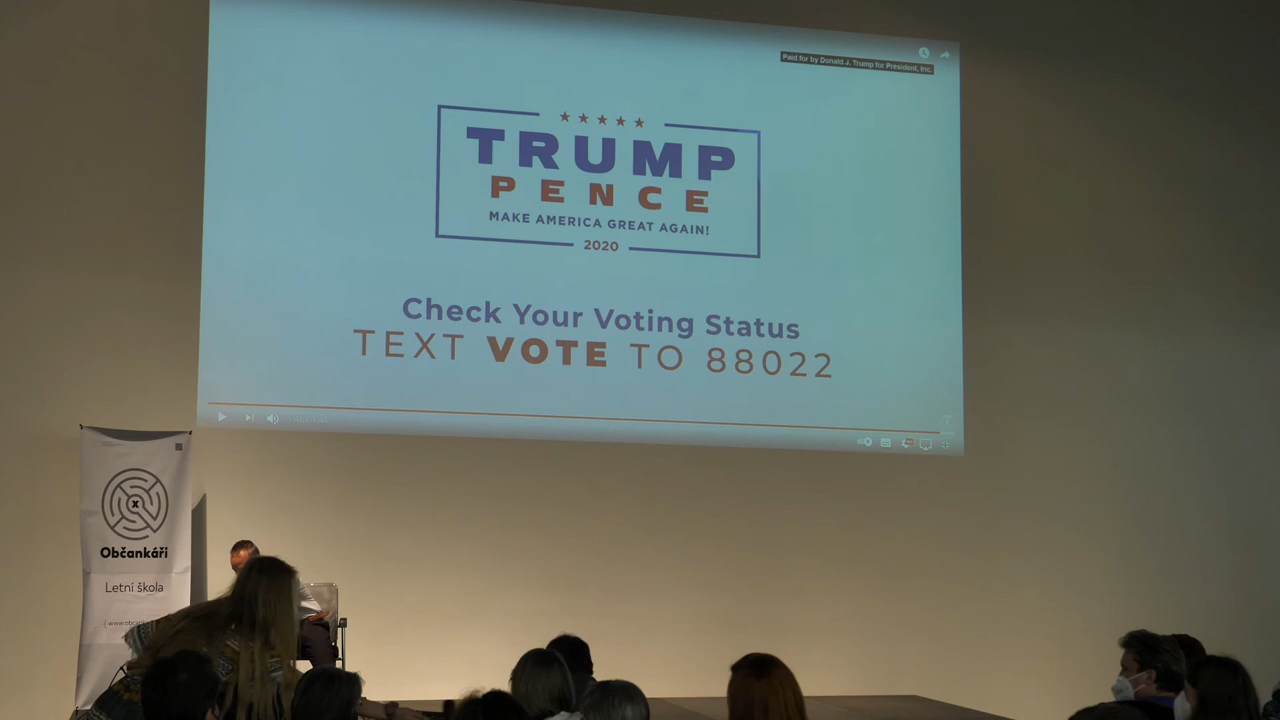 Paid for by Donald J. Trump for President, Inc.
TRUMP
PENCE
MAKE AMERICA GREAT AGAIN!
2020
Check Your Voting Status
TEXT VOTE TO 88022
x
Občankáři
Letní škola